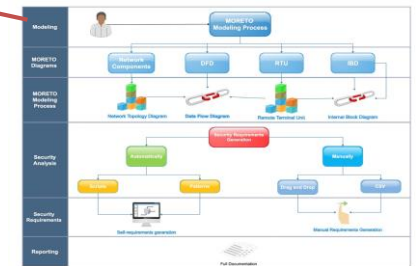 Modeling
MORETO
Modeling Process
MORETO
Diagrams
Network
Components
DFG
RTU
IBD
MORETO
Modeling
Process
Network Topology Diagram
Data Flow Diagram
Remote Terminal Unit
Internal Block Diagram
Security
Analysis
Security Requirements
Generation
Automatically
Manually
Patterns
Drag and Drop
CSV
Security
Requirements
Self-requirements generation
Manual Requirements Generation
Reporting
Full Documentation